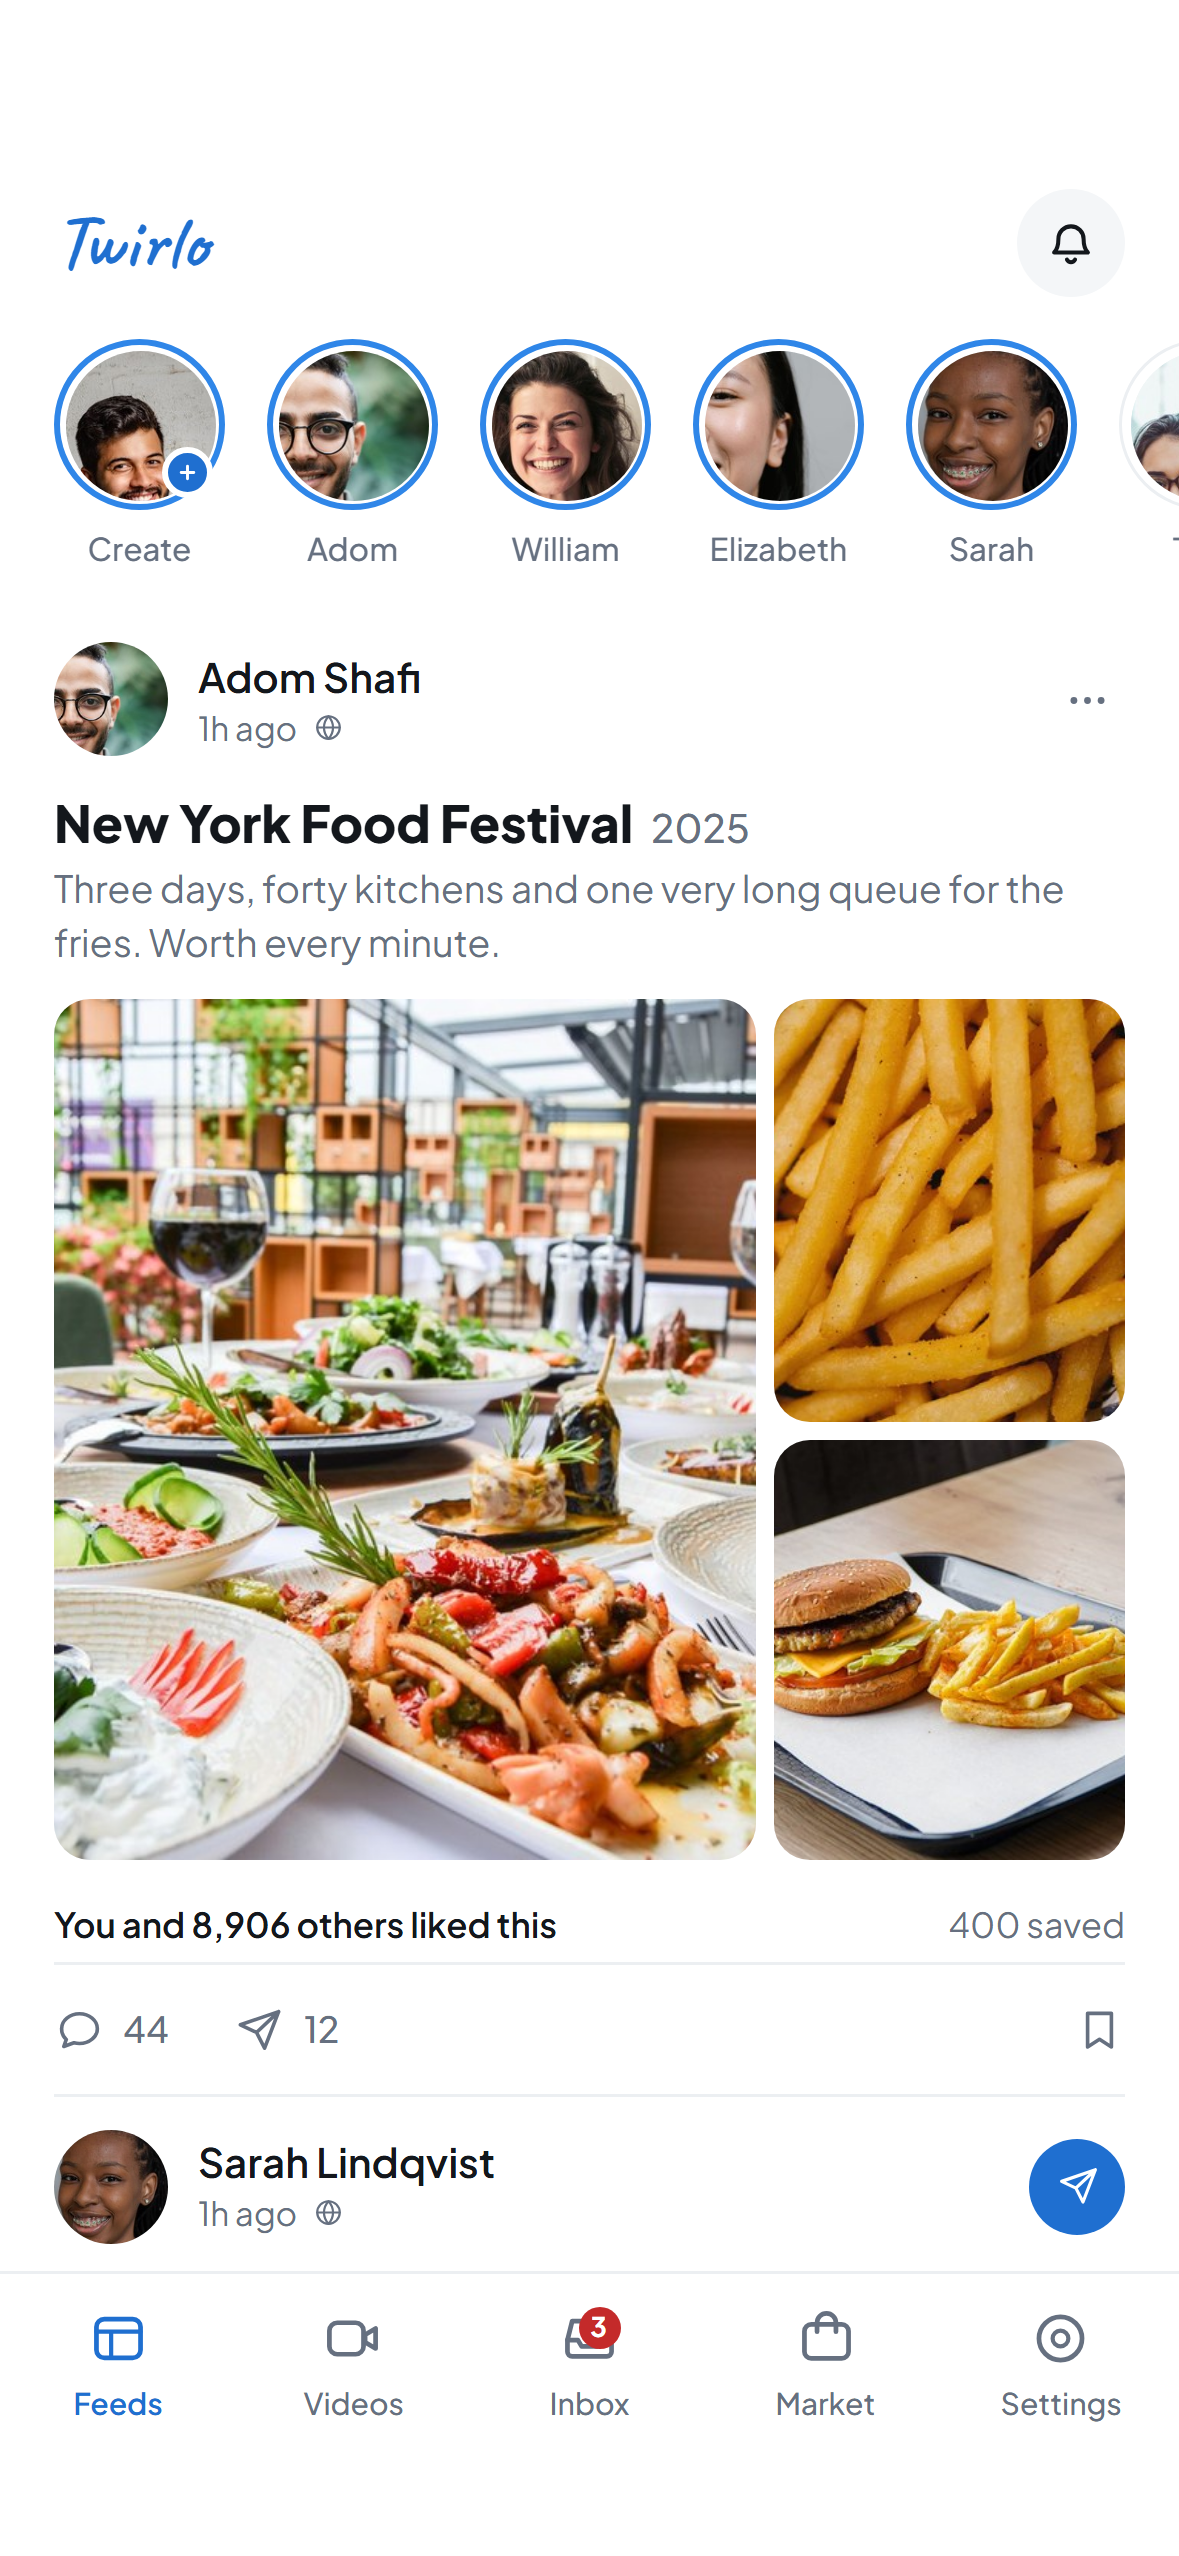 Twirlo
Create
Adom
William
Elizabeth
Sarah
Adom Shafi
1h ago
New York Food Festival 2025
Three days, forty kitchens and one very long queue for the
fries. Worth every minute.
You and 8,906 others liked this
400 saved
44
12
Sarah Lindqvist
1h ago
3
Feeds
Videos
Inbox
Market
Settings